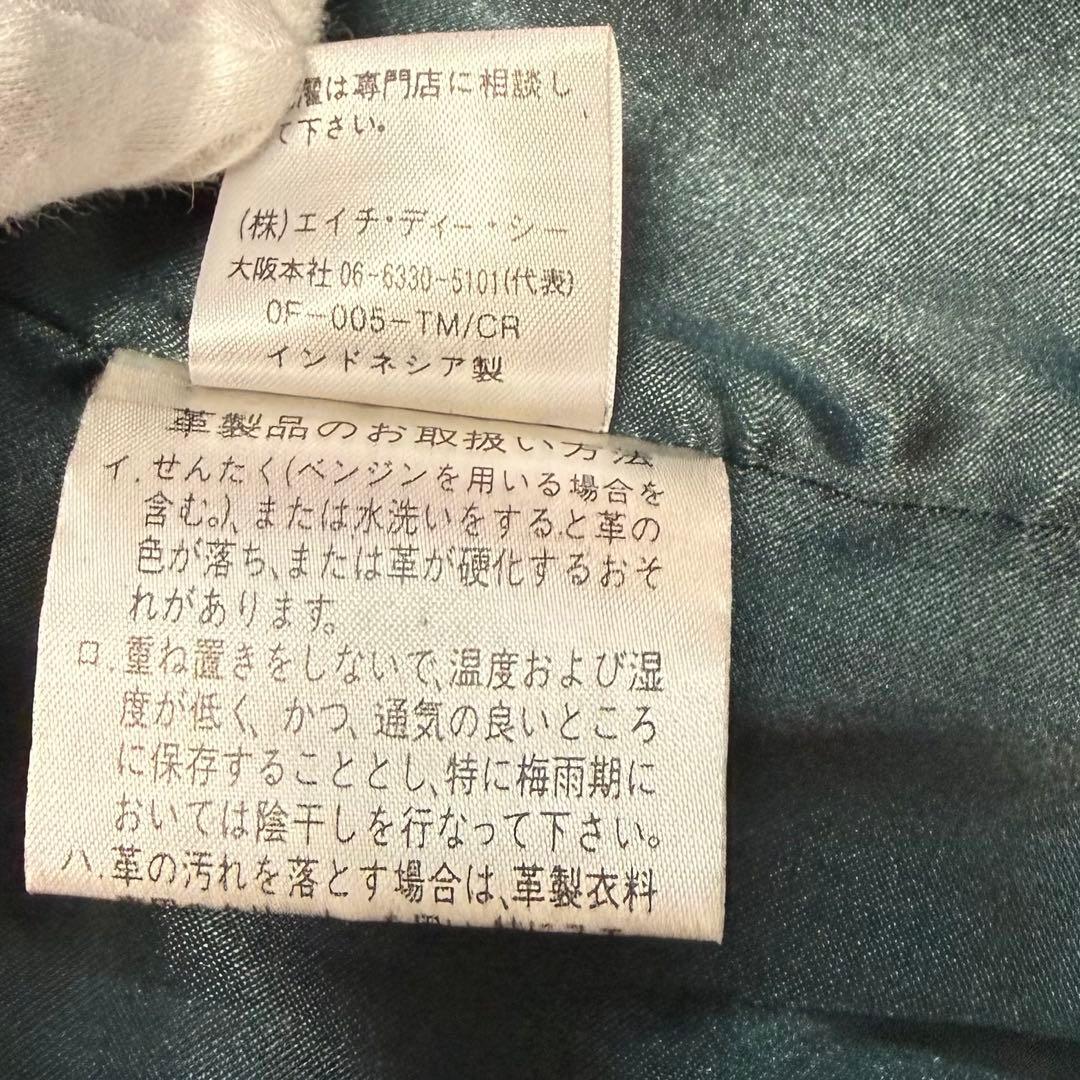 濯は専門店に相談し
て下さい。
(株)エイチ・ディー・シー
大阪本社06-6330-5101(代表)
OF-005-TM/CR
インドネシア製
革製品のお取扱い方法
イ.せんたく(ベンジンを用いる場合を
含む。)、または水洗いをすると革の
色が落ち、または革が硬化するおそ
れがあります。
ロ.重ね置きをしないで、温度および湿
度が低く、かつ、通気の良いところ
に保存することとし、特に梅雨期に
おいては陰干しを行なって下さい。
ハ.革の汚れを落とす場合は、革製衣料